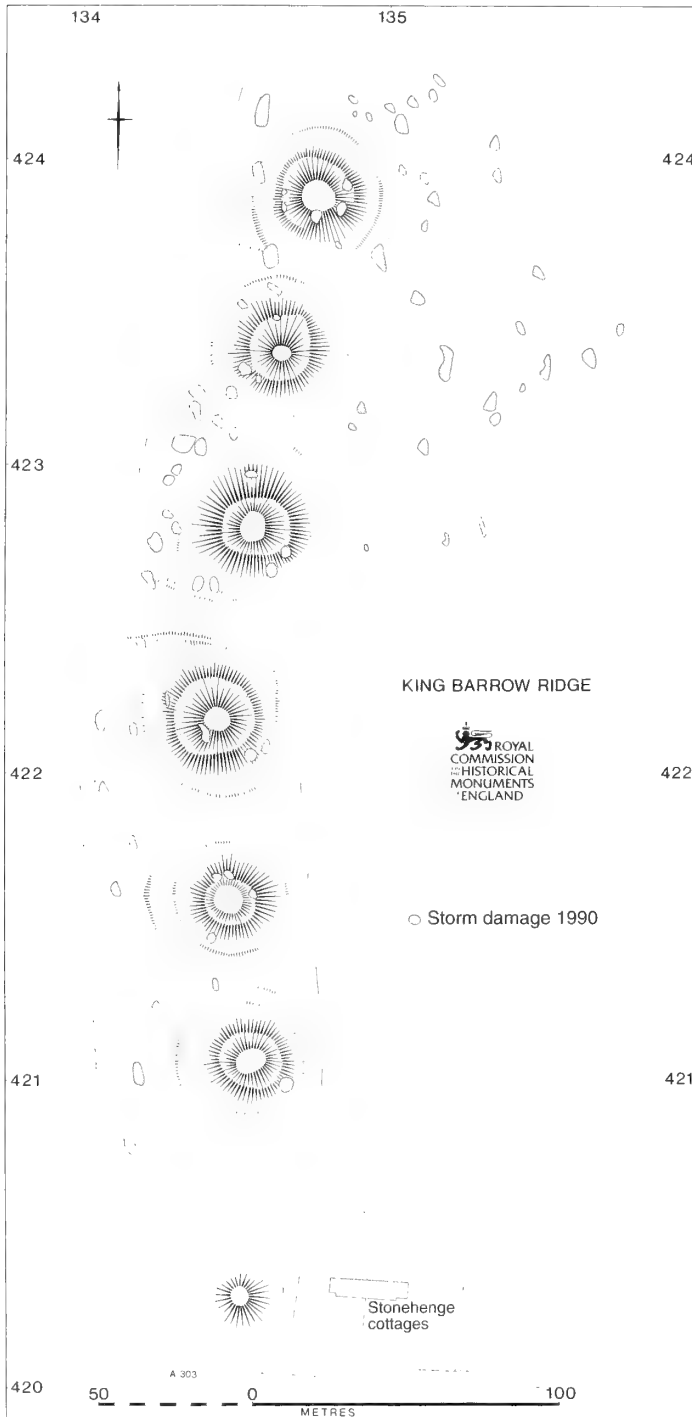 134 135
424 424
423
KING BARROW RIDGE
ROYAL
COMMISSION
HISTORICAL
MONUMENTS
ENGLAND
422 422
Storm damage 1990
421 421
Stonehenge
cottages
A 303
420
50 0 100
METRES